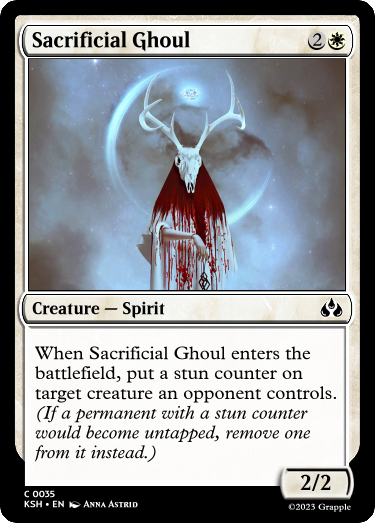 Sacrificial Ghoul 2
Creature — Spirit
When Sacrificial Ghoul enters the
battlefield, put a stun counter on
target creature an opponent controls.
(If a permanent with a stun counter
would become untapped, remove one
from it instead.)
2/2
C 0035
KSH • EN Anna Astrid
©2023 Grapple